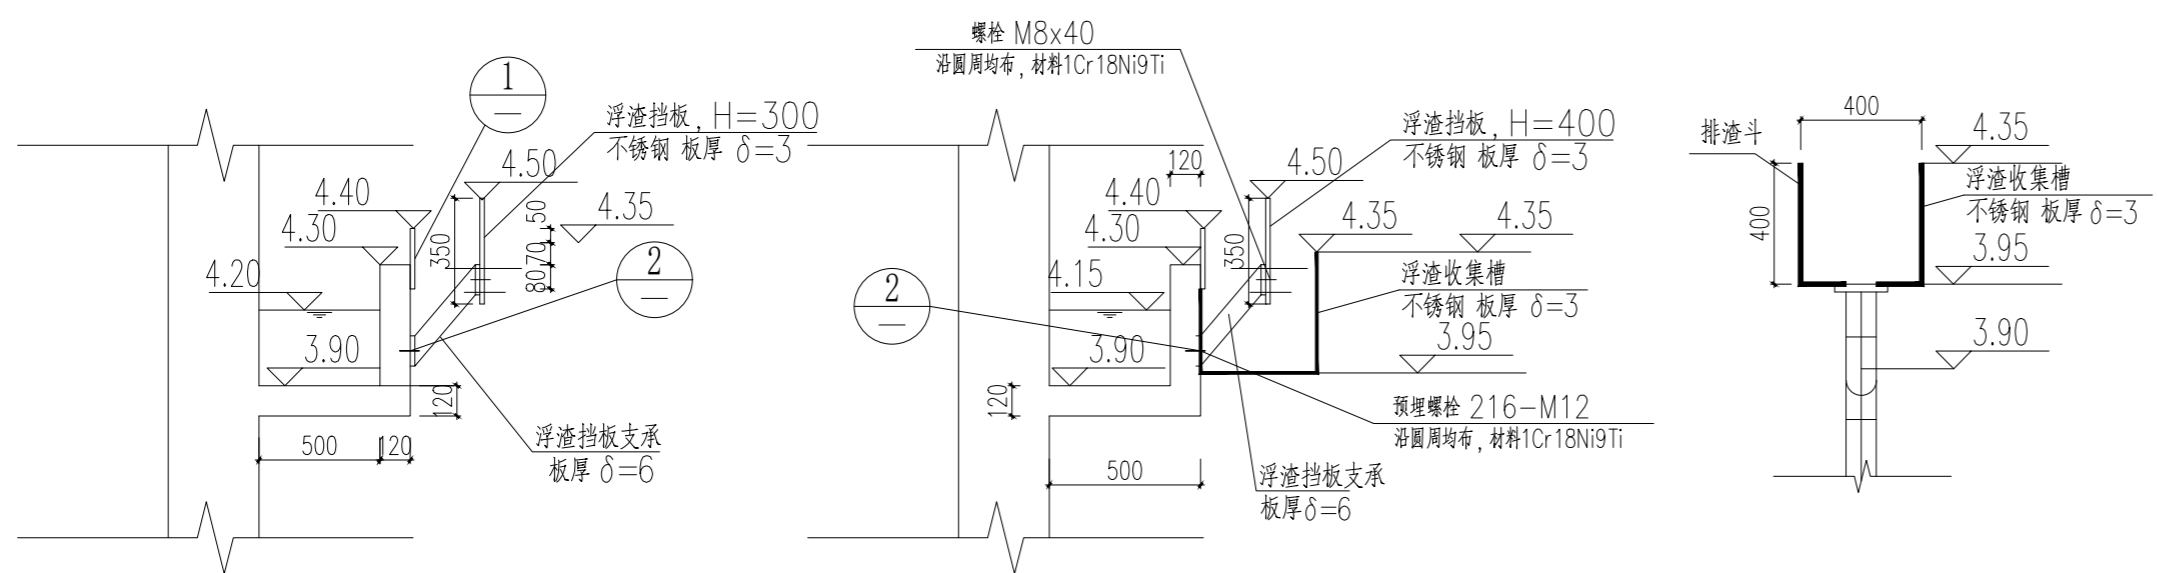 1
—
浮渣挡板, H=300
不锈钢 板厚 δ=3
4.50
4.40
4.30
4.20
3.90
350
50
70
80
4.35
2
—
120
500
120
浮渣挡板支承
板厚 δ=6
螺栓 M8x40
沿圆周均布, 材料1Cr18Ni9Ti
浮渣挡板, H=400
不锈钢 板厚 δ=3
120
4.50
4.40
4.30
4.15
3.90
350
4.35
4.35
2
—
浮渣收集槽
不锈钢 板厚 δ=3
3.95
120
500
预埋螺栓 216-M12
沿圆周均布, 材料1Cr18Ni9Ti
浮渣挡板支承
板厚δ=6
400
排渣斗
4.35
400
浮渣收集槽
不锈钢 板厚 δ=3
3.95
3.90